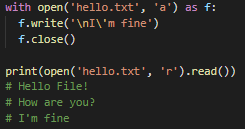 with open('hello.txt', 'a') as f:
    f.write('\nI\'m fine')
    f.close()

print(open('hello.txt', 'r').read())
# Hello File!
# How are you?
# I'm fine